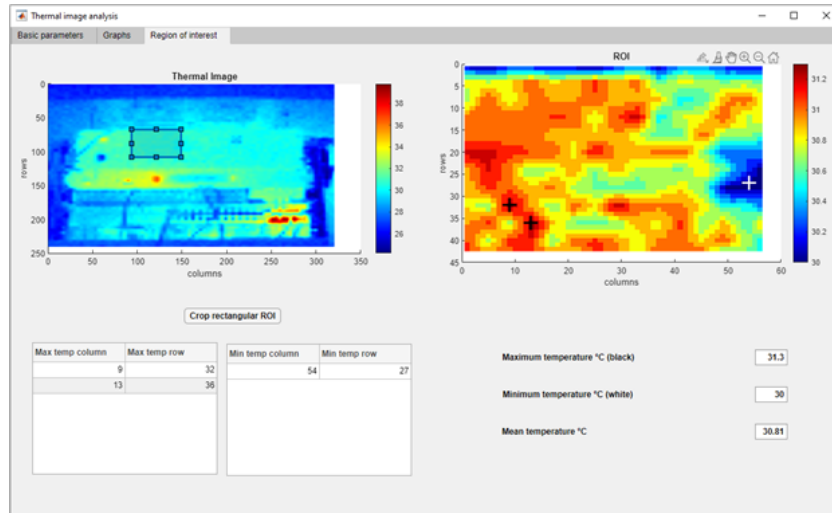 Thermal image analysis
Basic parameters Graphs Region of interest
Thermal Image
0
50
100
150
200
250
rows
0 50 100 150 200 250 300 350
columns
38
36
34
32
30
28
26
ROI
0
5
10
15
20
25
30
35
40
45
rows
0 10 20 30 40 50 60
columns
31.2
31
30.8
30.6
30.4
30.2
30
Crop rectangular ROI
Max temp column Max temp row
9 32
13 36
Min temp column Min temp row
54 27
Maximum temperature °C (black) 31.3
Minimum temperature °C (white) 30
Mean temperature °C 30.81